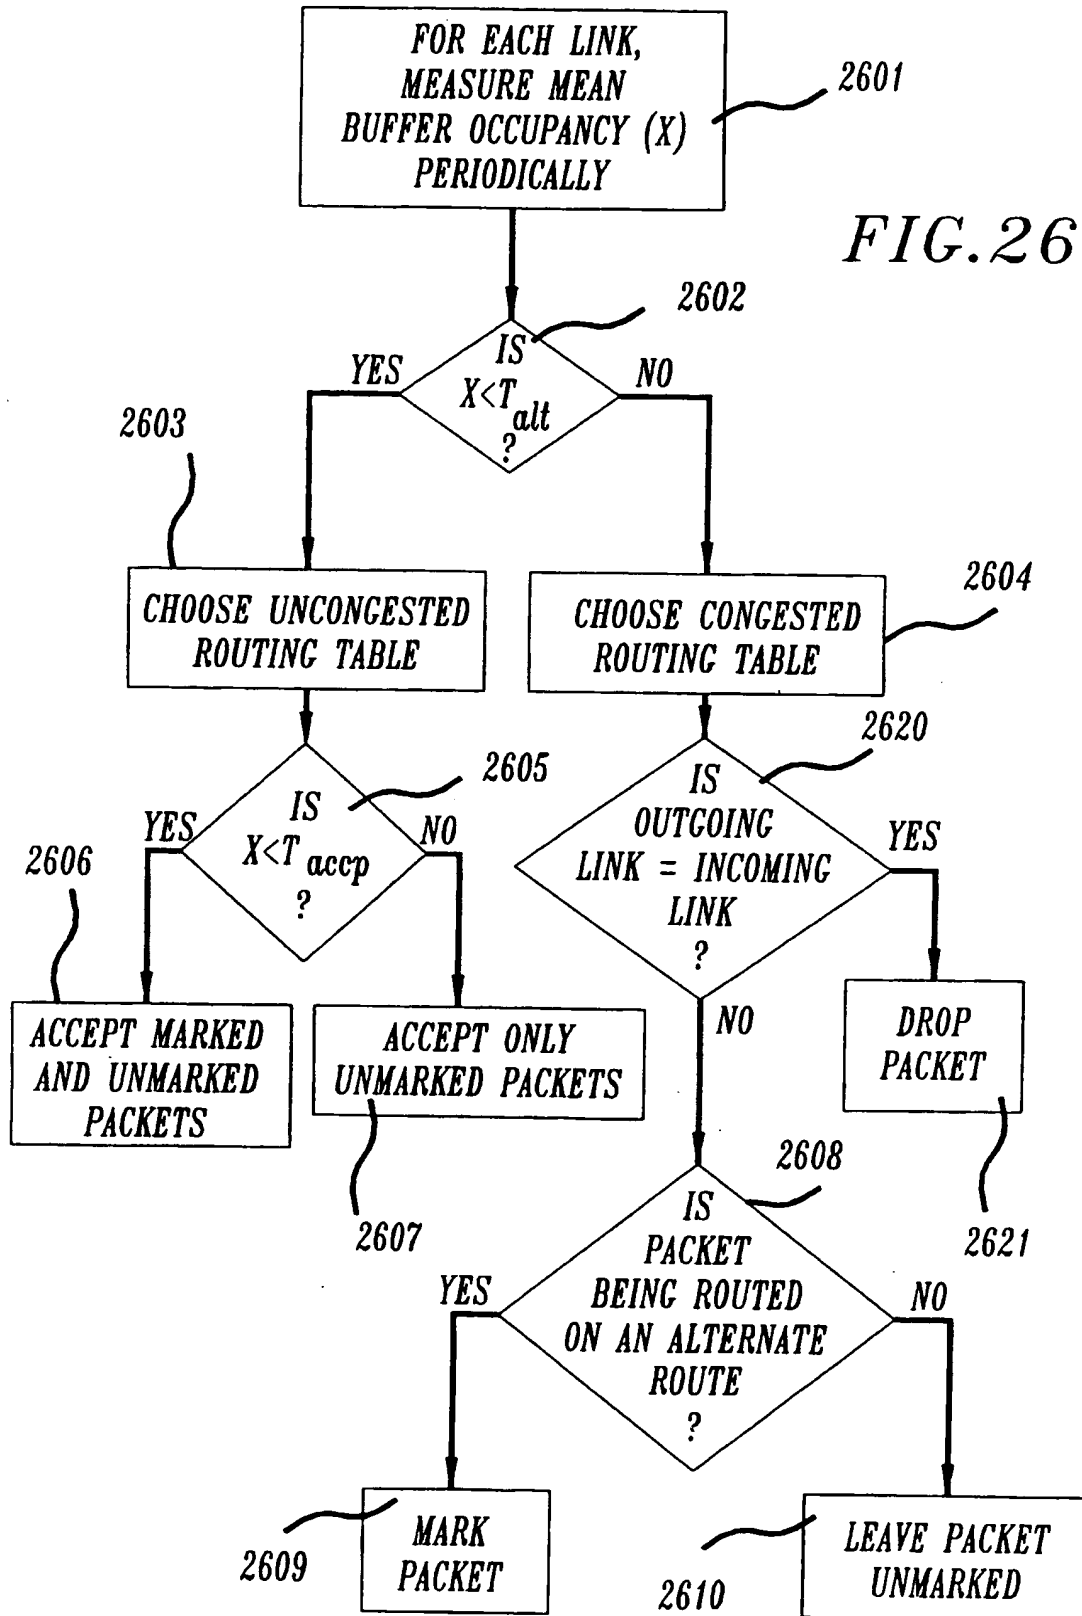 FOR EACH LINK,
MEASURE MEAN
BUFFER OCCUPANCY (X)
PERIODICALLY
2601
FIG.26
2602
IS
X<T alt
?
YES
NO
2603
CHOOSE UNCONGESTED
ROUTING TABLE
CHOOSE CONGESTED
ROUTING TABLE
2604
2605
IS
X<T accp
?
YES
NO
2620
IS
OUTGOING
LINK = INCOMING
LINK
?
YES
NO
2606
ACCEPT MARKED
AND UNMARKED
PACKETS
ACCEPT ONLY
UNMARKED PACKETS
2607
DROP
PACKET
2621
2608
IS
PACKET
BEING ROUTED
ON AN ALTERNATE
ROUTE
?
YES
NO
MARK
PACKET
2609
LEAVE PACKET
UNMARKED
2610